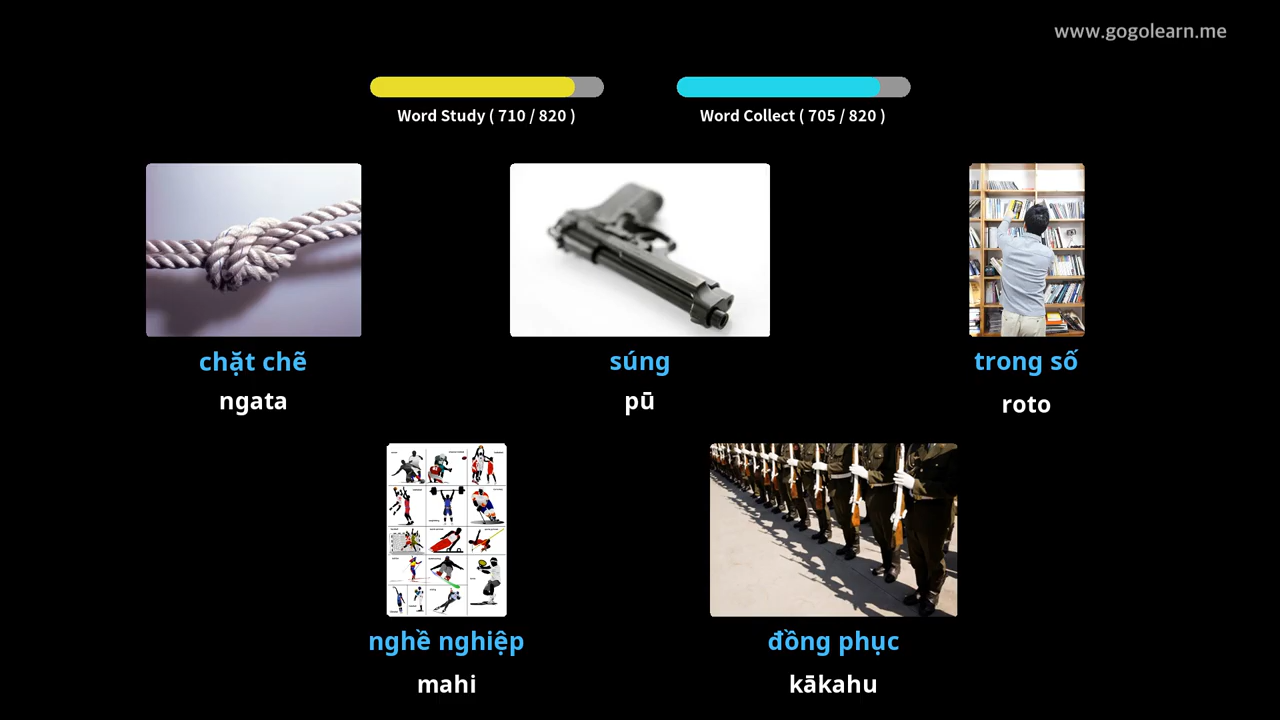 www.gogolearn.me
Word Study ( 710 / 820 )
Word Collect ( 705 / 820 )
chặt chẽ
súng
trong số
ngata
pū
roto
nghề nghiệp
đồng phục
mahi
kākahu